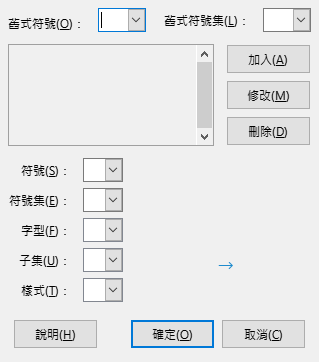 舊式符號(O)：
舊式符號集(L)：
加入(A)
修改(M)
刪除(D)
符號(S)：
符號集(E)：
字型(F)：
子集(U)：
→
樣式(T)：
說明(H)
確定(O)
取消(C)